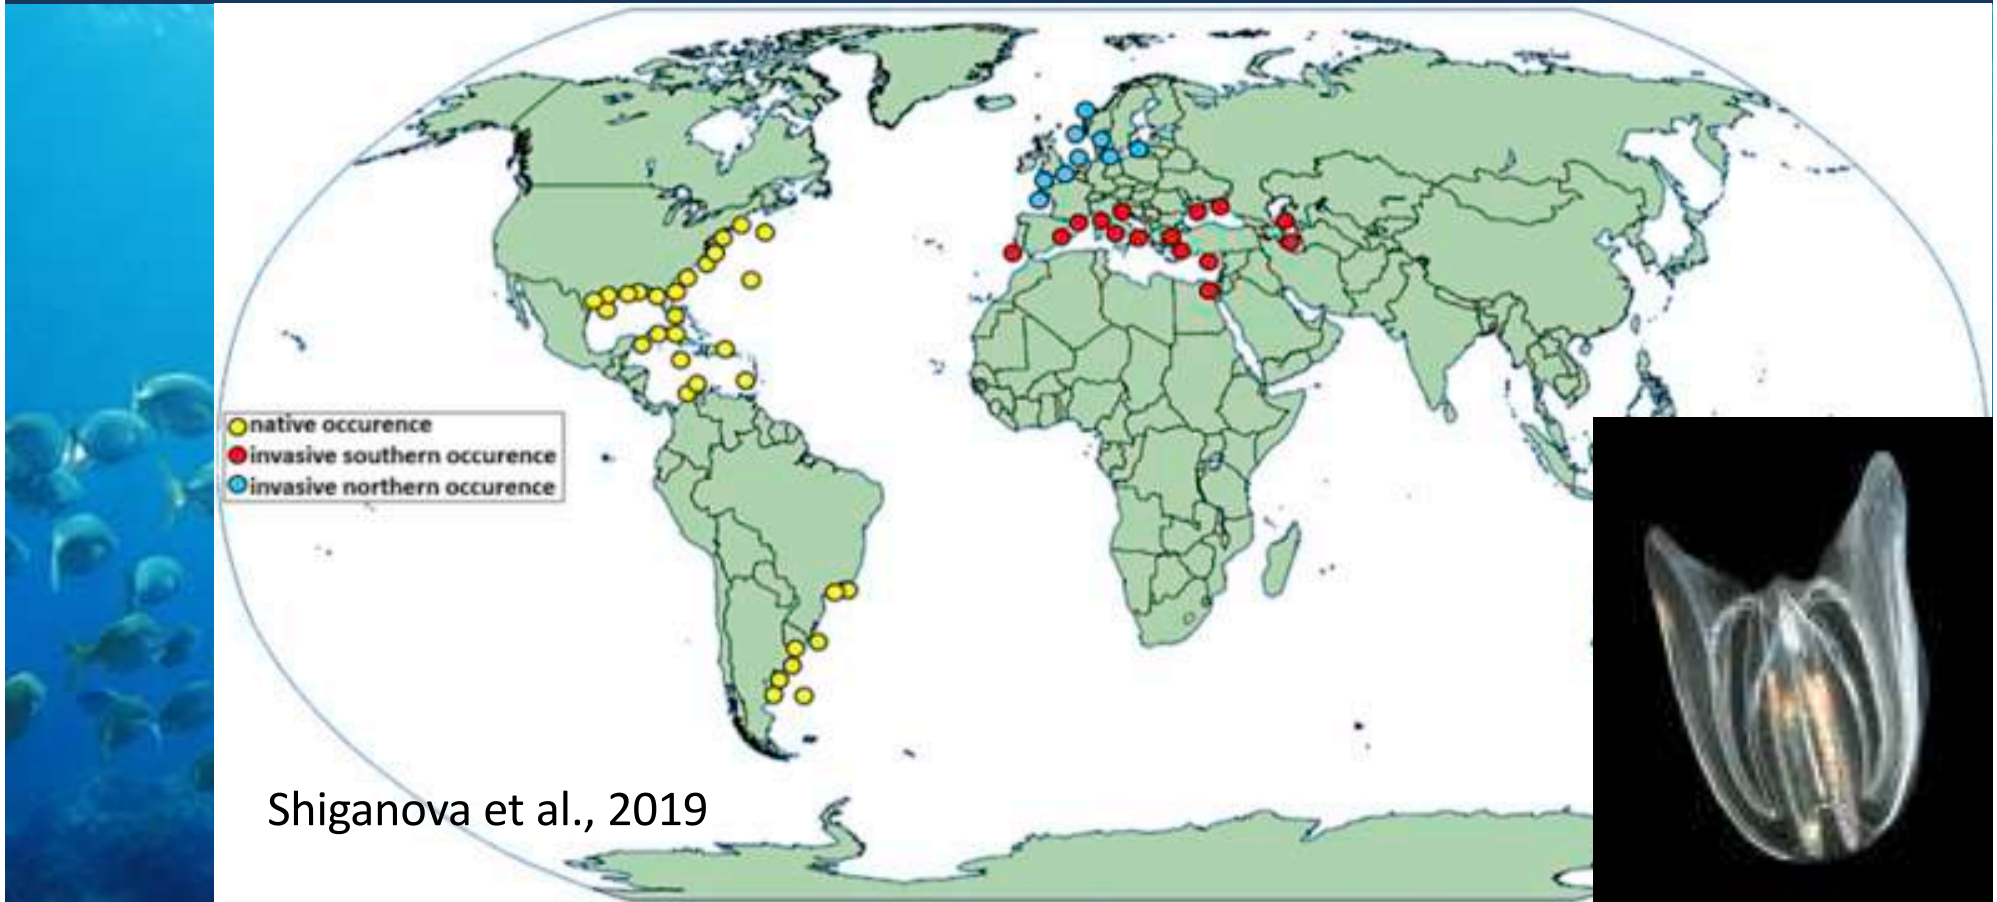 native occurence
invasive southern occurence
invasive northern occurence
Shiganova et al., 2019